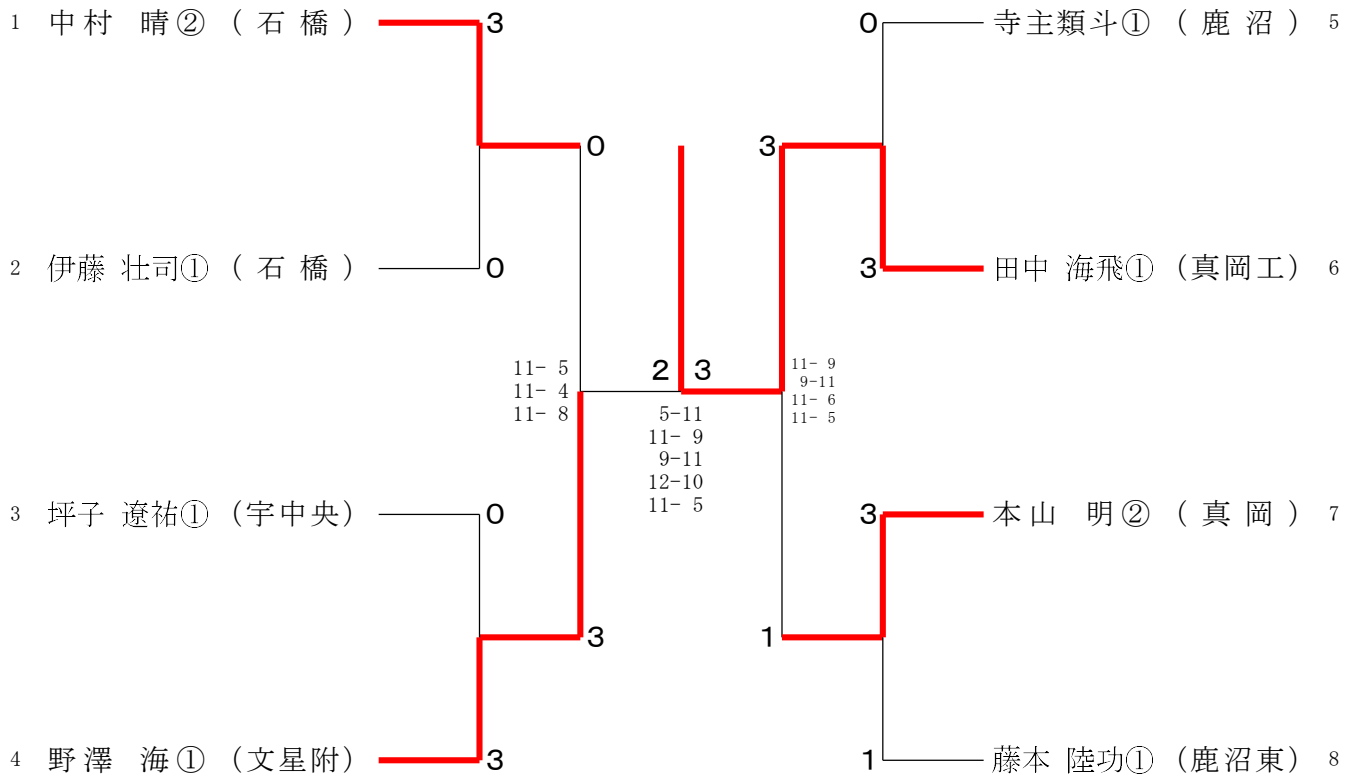 1 中村 晴② （石橋） 3
0 寺主類斗① （鹿沼） 5
0
3
2 伊藤 壮司① （石橋） 0
3 田中 海飛① （真岡工） 6
11- 5
11- 4
11- 8
2 3
11- 9
9-11
11- 6
11- 5
5-11
11- 9
9-11
12-10
11- 5
3 坪子 遼祐① （宇中央） 0
3 本山 明② （真岡） 7
3
1
4 野澤 海① （文星附） 3
1 藤本 陸功① （鹿沼東） 8